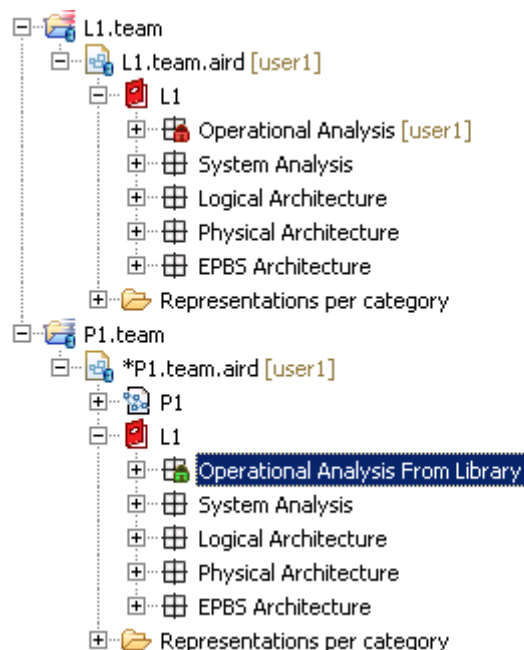 L1.team
L1.team.aird [user1]
L1
Operational Analysis [user1]
System Analysis
Logical Architecture
Physical Architecture
EPBS Architecture
Representations per category
P1.team
*P1.team.aird [user1]
P1
L1
Operational Analysis From Library
System Analysis
Logical Architecture
Physical Architecture
EPBS Architecture
Representations per category